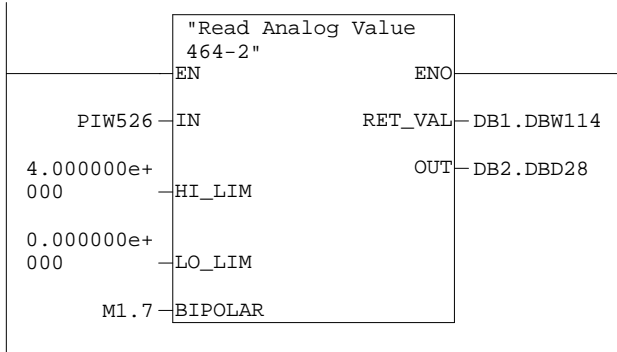 "Read Analog Value
464-2"
EN ENO
PIW526 IN RET_VAL DB1.DBW114
4.000000e+
000 HI_LIM OUT DB2.DBD28
0.000000e+
000 LO_LIM
M1.7 BIPOLAR